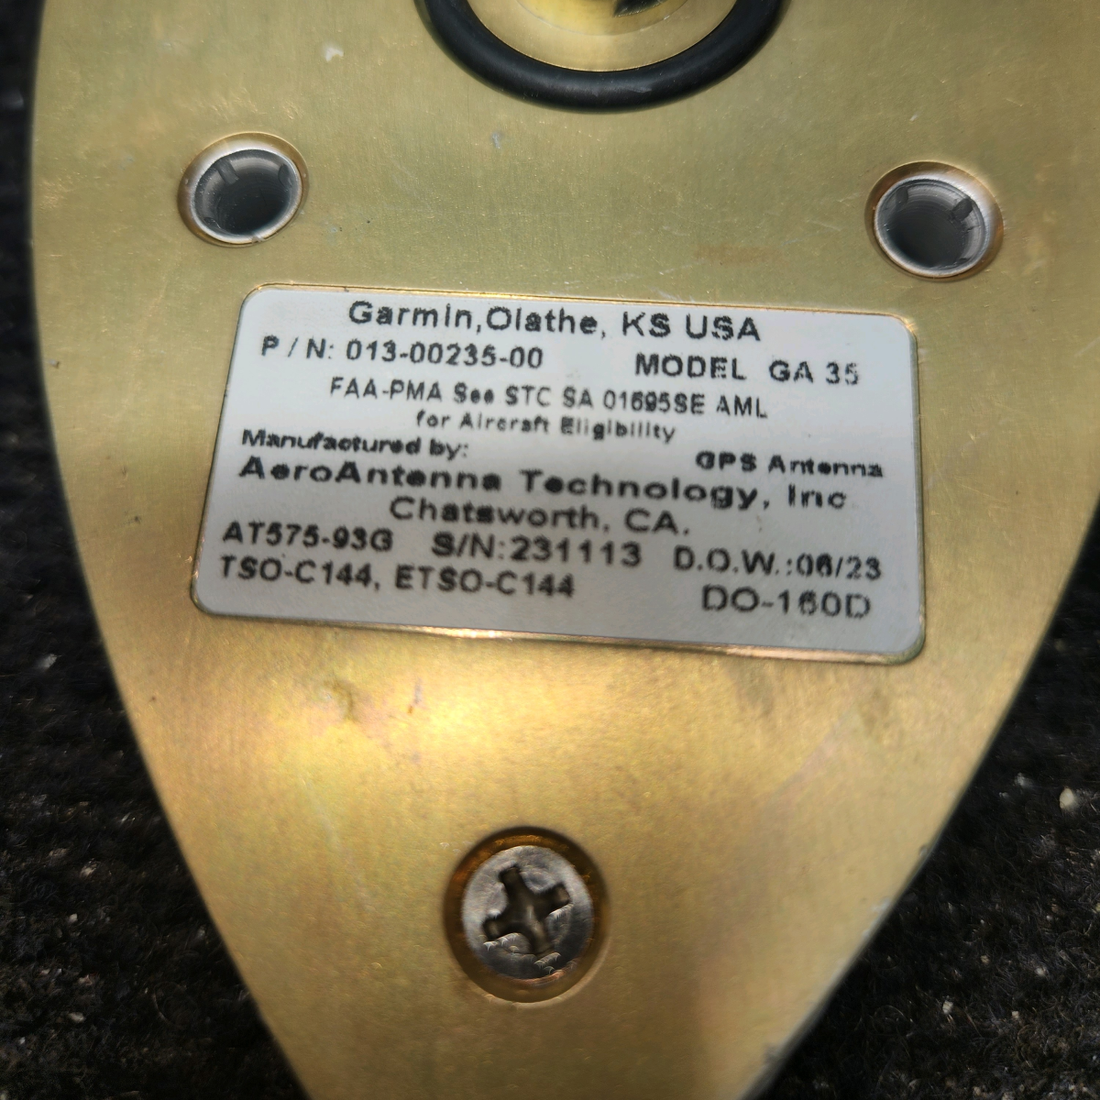 Garmin,Olathe, KS USA
P/N: 013-00235-00 MODEL GA 35
FAA-PMA See STC SA 01695SE AML
for Aircraft Eligibility
Manufactured by: GPS Antenna
AeroAntenna Technology, Inc
Chatsworth, CA.
AT575-93G S/N:231113 D.O.W.:06/23
TSO-C144, ETSO-C144 DO-160D